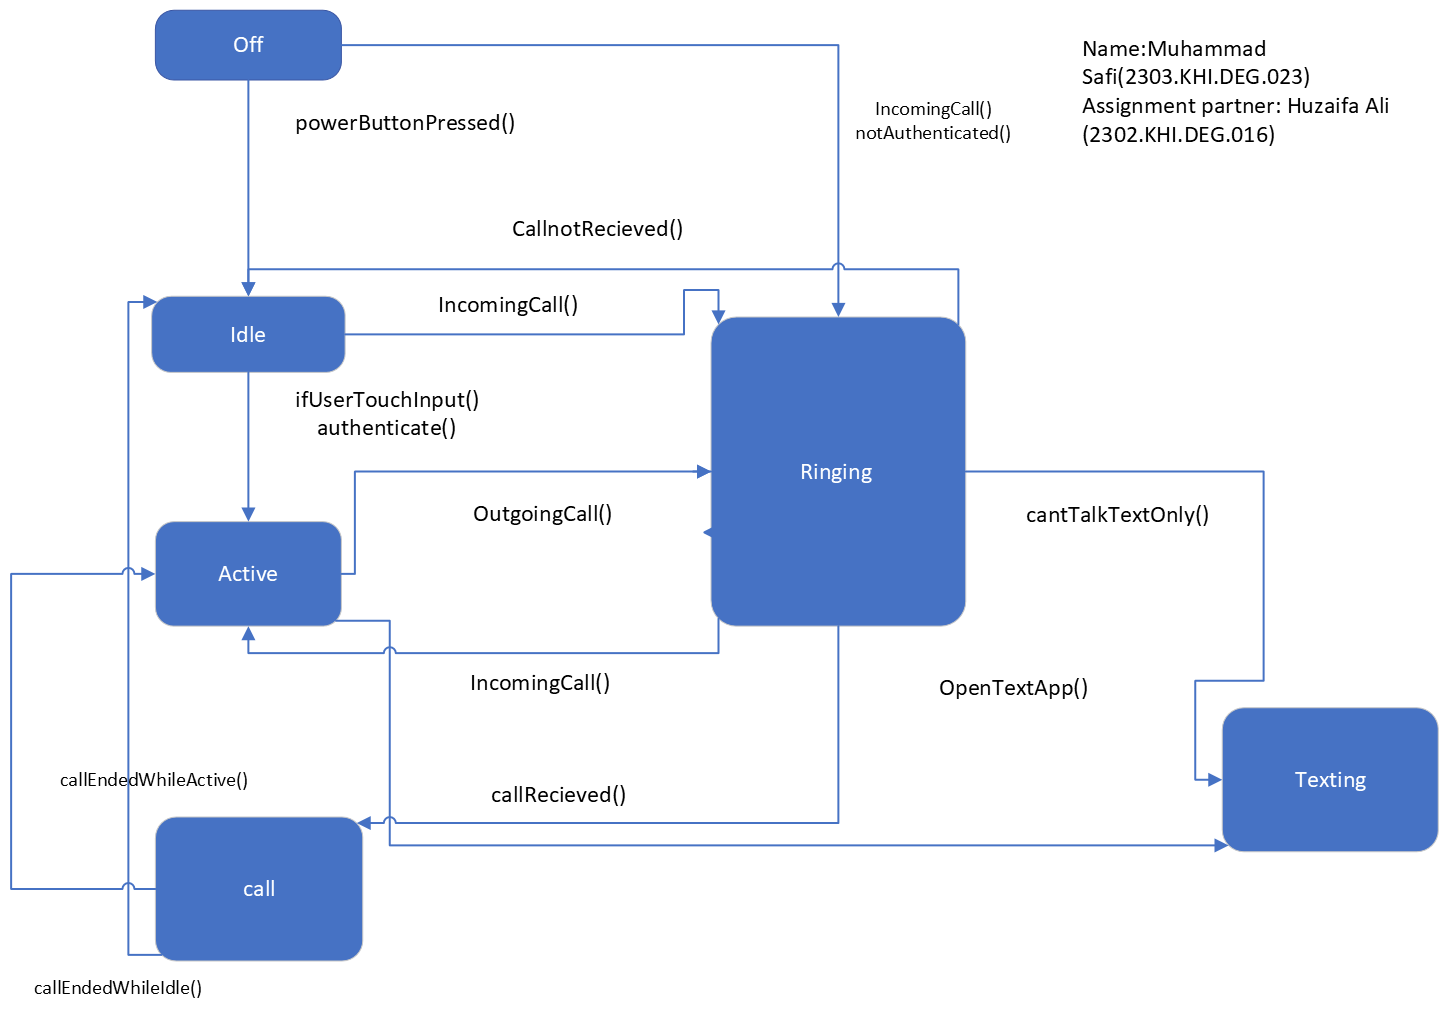 Off
Name:Muhammad
Safi(2303.KHI.DEG.023)
Assignment partner: Huzaifa Ali
(2302.KHI.DEG.016)
powerButtonPressed()
IncomingCall()
notAuthenticated()
CallnotRecieved()
IncomingCall()
Idle
ifUserTouchInput()
authenticate()
Ringing
OutgoingCall()
cantTalkTextOnly()
Active
IncomingCall()
OpenTextApp()
callEndedWhileActive()
callRecieved()
Texting
call
callEndedWhileIdle()